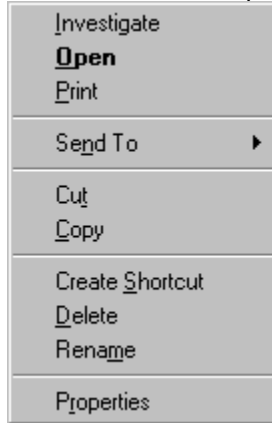 Investigate
Open
Print
Send To
Cut
Copy
Create Shortcut
Delete
Rename
Properties